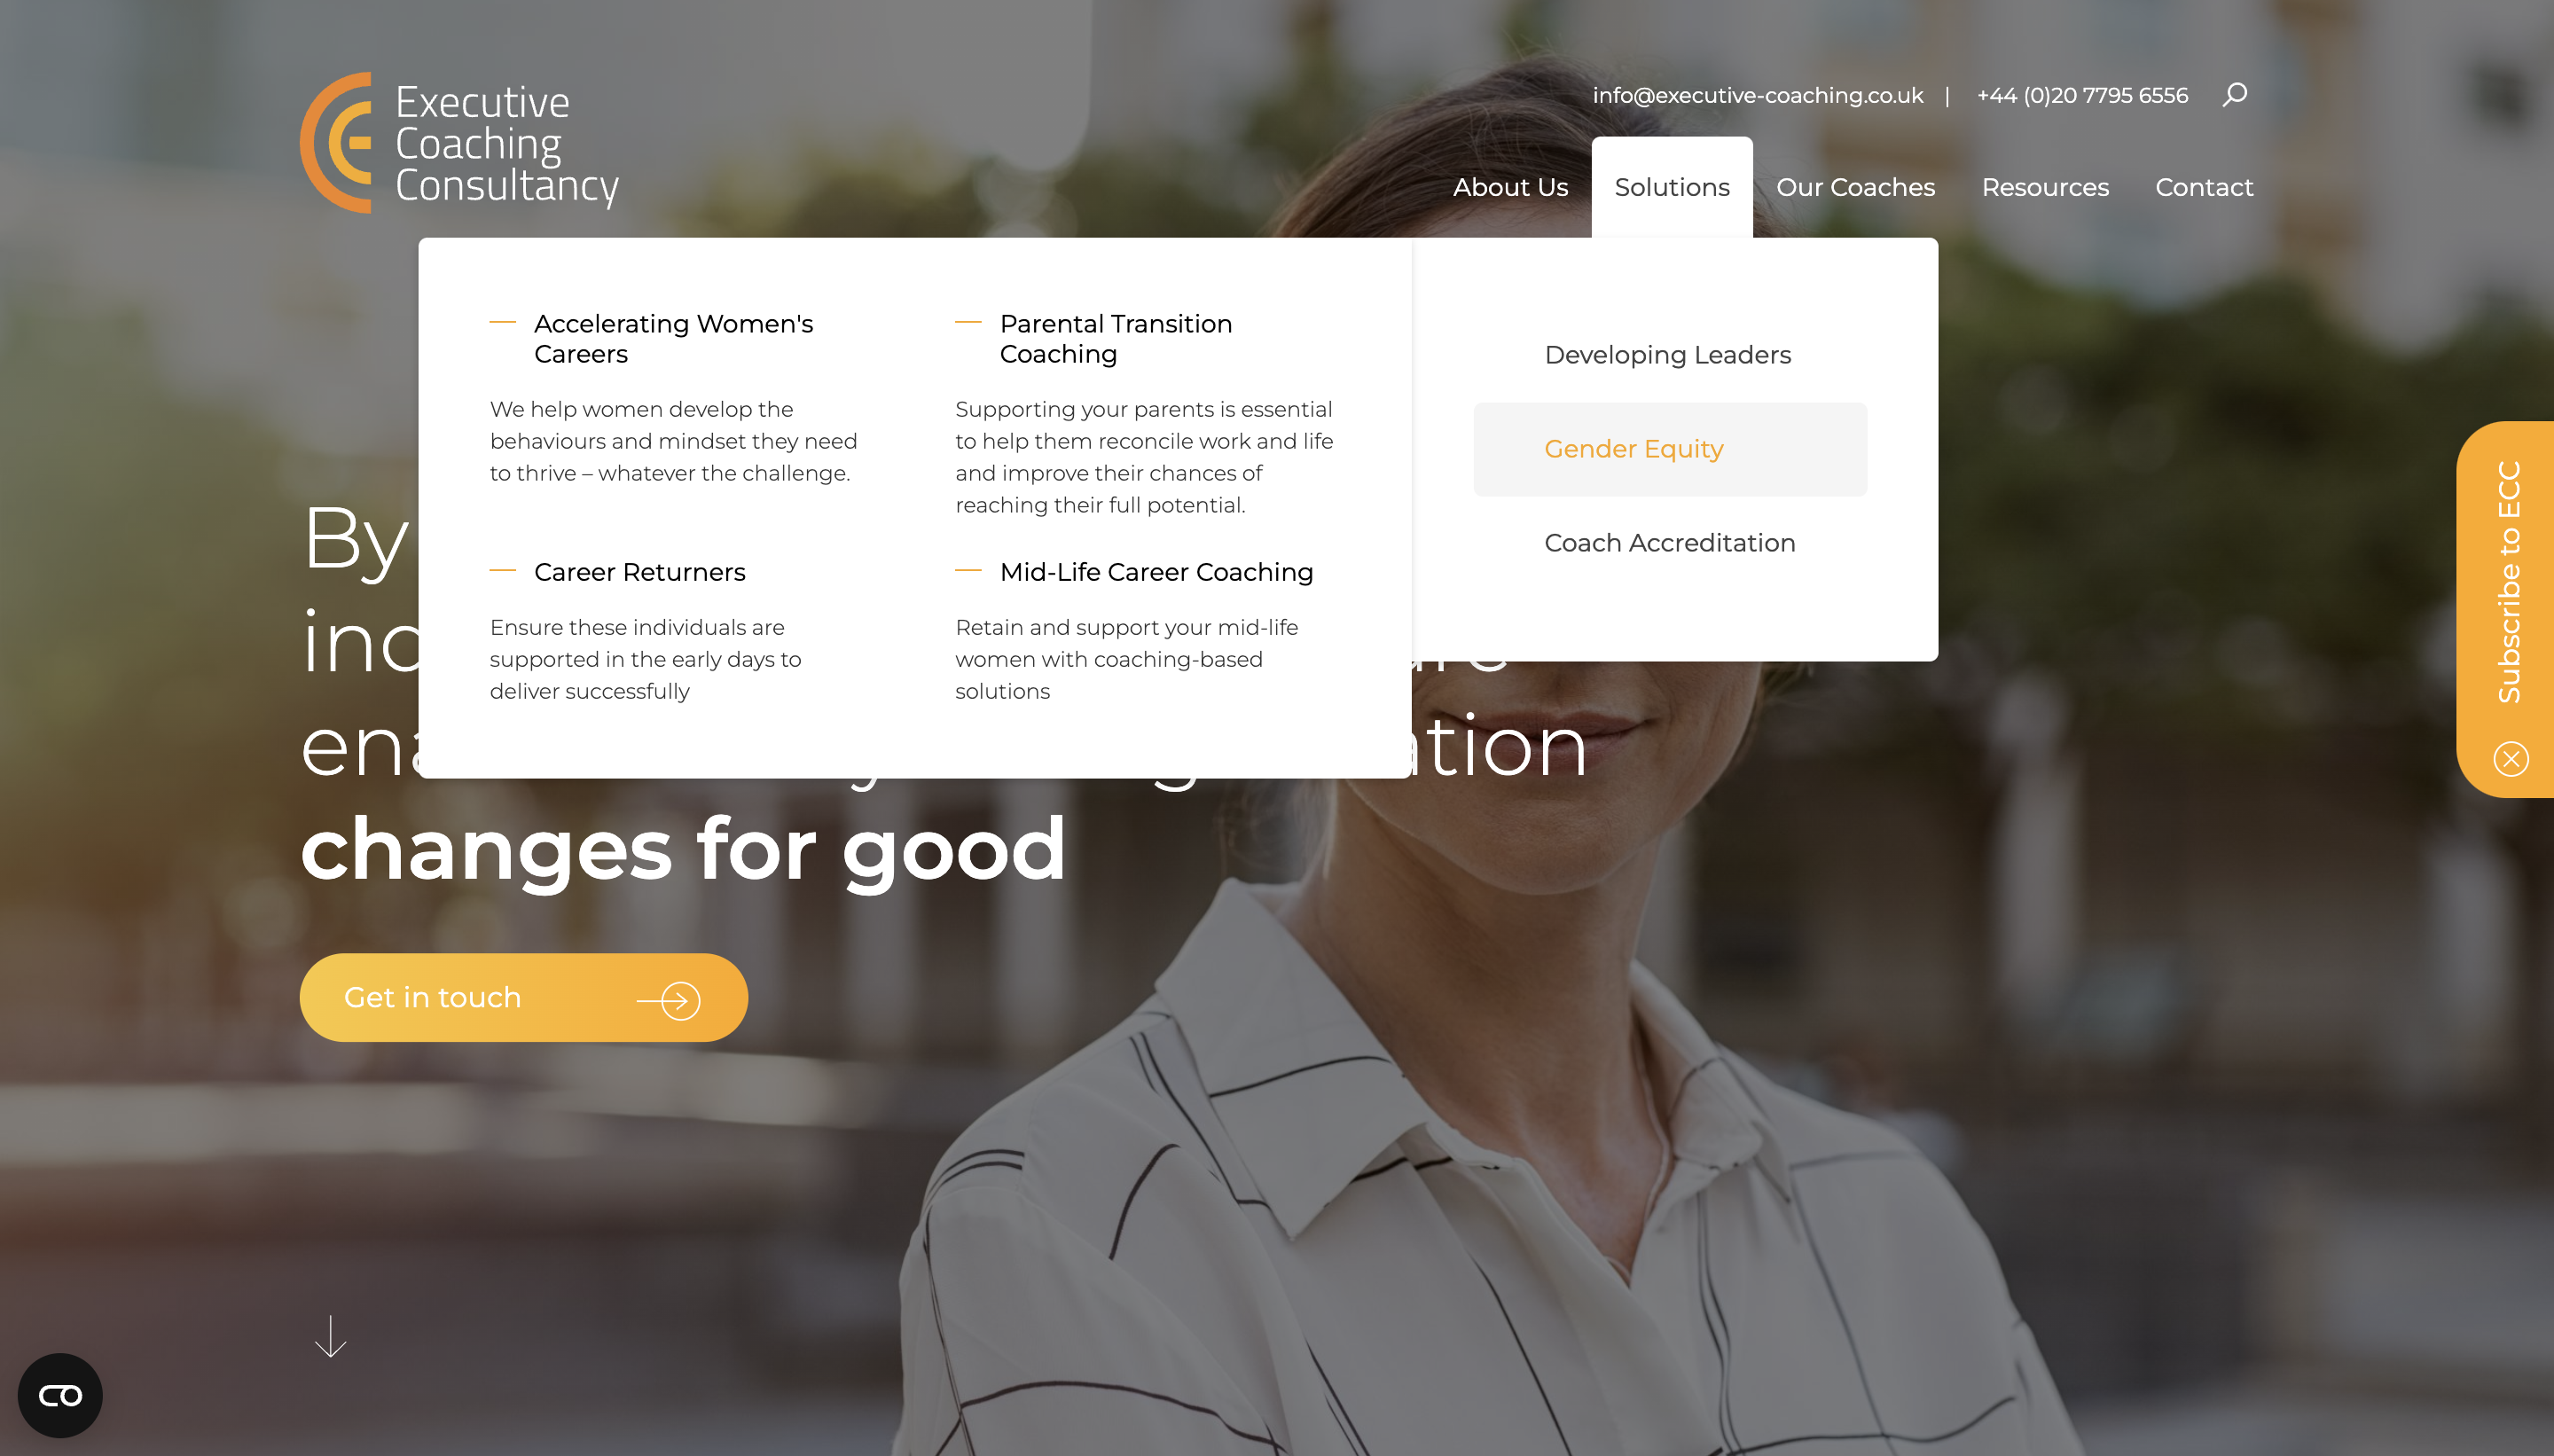 Executive
Coaching
Consultancy
info@executive-coaching.co.uk | +44 (0)20 7795 6556
About Us Solutions Our Coaches Resources Contact
Accelerating Women's
Careers
We help women develop the
behaviours and mindset they need
to thrive – whatever the challenge.
Parental Transition
Coaching
Supporting your parents is essential
to help them reconcile work and life
and improve their chances of
reaching their full potential.
Career Returners
Ensure these individuals are
supported in the early days to
deliver successfully
Mid-Life Career Coaching
Retain and support your mid-life
women with coaching-based
solutions
Developing Leaders
Gender Equity
Coach Accreditation
By
changes for good
Get in touch
Subscribe to ECC